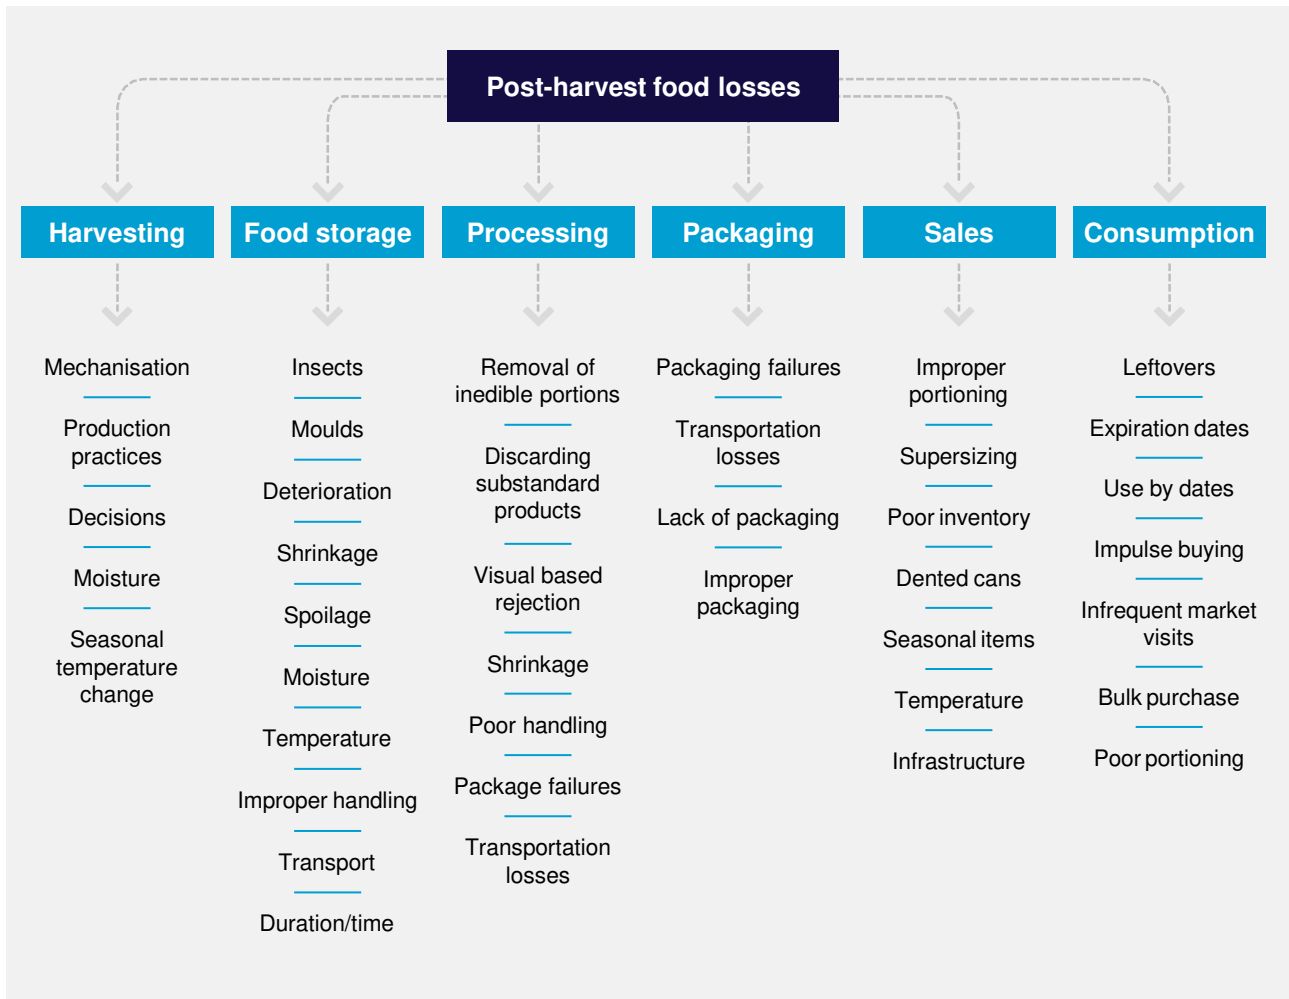 Post-harvest food losses
Harvesting
Food storage
Processing
Packaging
Sales
Consumption
Mechanisation
Production
practices
Decisions
Moisture
Seasonal
temperature
change
Insects
Moulds
Deterioration
Shrinkage
Spoilage
Moisture
Temperature
Improper handling
Transport
Duration/time
Removal of
inedible portions
Discarding
substandard
products
Visual based
rejection
Shrinkage
Poor handling
Package failures
Transportation
losses
Packaging failures
Transportation
losses
Lack of packaging
Improper
packaging
Improper
portioning
Supersizing
Poor inventory
Dented cans
Seasonal items
Temperature
Infrastructure
Leftovers
Expiration dates
Use by dates
Impulse buying
Infrequent market
visits
Bulk purchase
Poor portioning